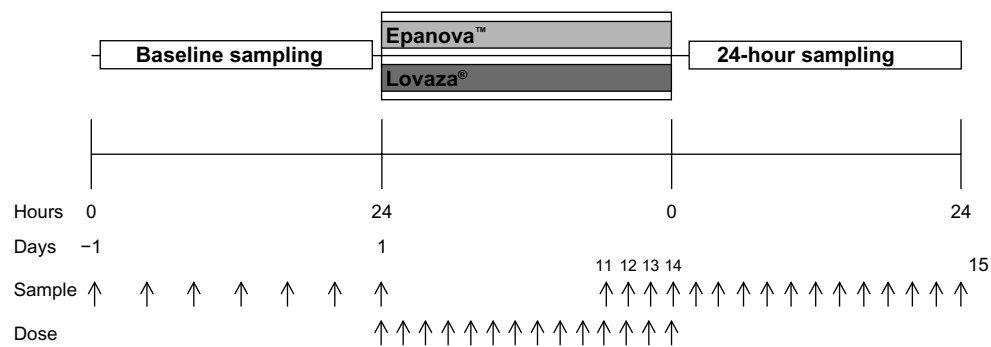 Epanova™
Baseline sampling
24-hour sampling
Lovaza®
Hours 0 24 0 24
Days −1 1
11 12 13 14 15
Sample
Dose